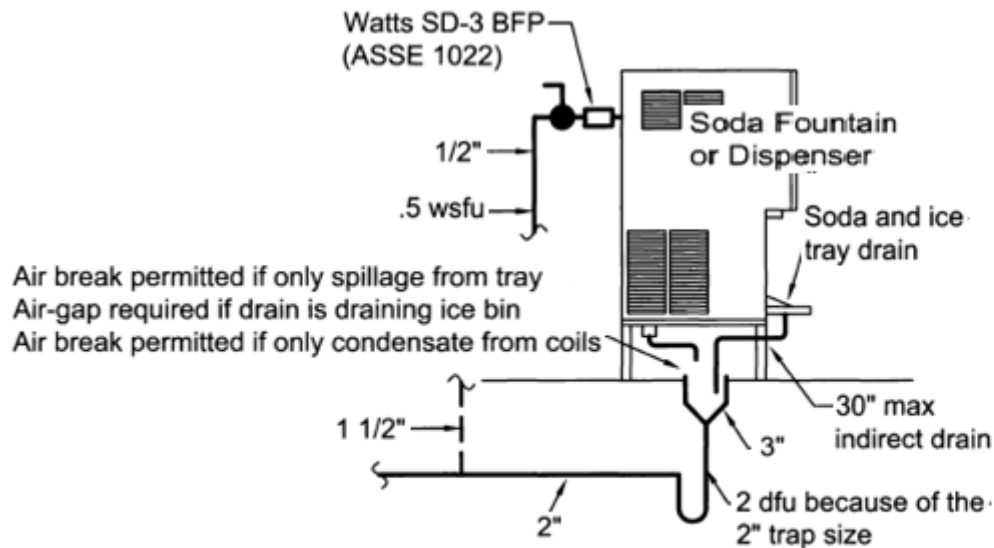 Watts SD-3 BFP
(ASSE 1022)
Soda Fountain
or Dispenser
1/2"
.5 wsfu
Soda and ice
tray drain
Air break permitted if only spillage from tray
Air-gap required if drain is draining ice bin
Air break permitted if only condensate from coils
30" max
indirect drain
1 1/2"
3"
2"
2 dfu because of the
2" trap size